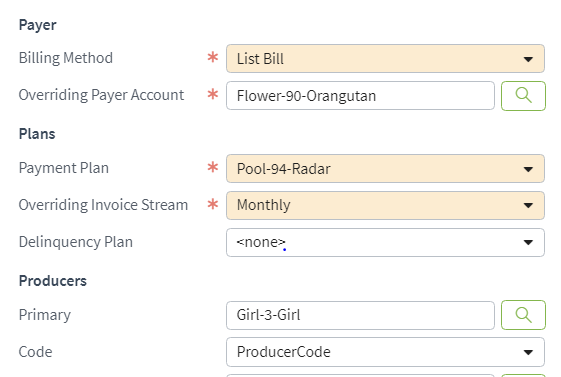 Payer
Billing Method * List Bill
Overriding Payer Account * Flower-90-Orangutan
Plans
Payment Plan * Pool-94-Radar
Overriding Invoice Stream * Monthly
Delinquency Plan <none>
Producers
Primary Girl-3-Girl
Code ProducerCode